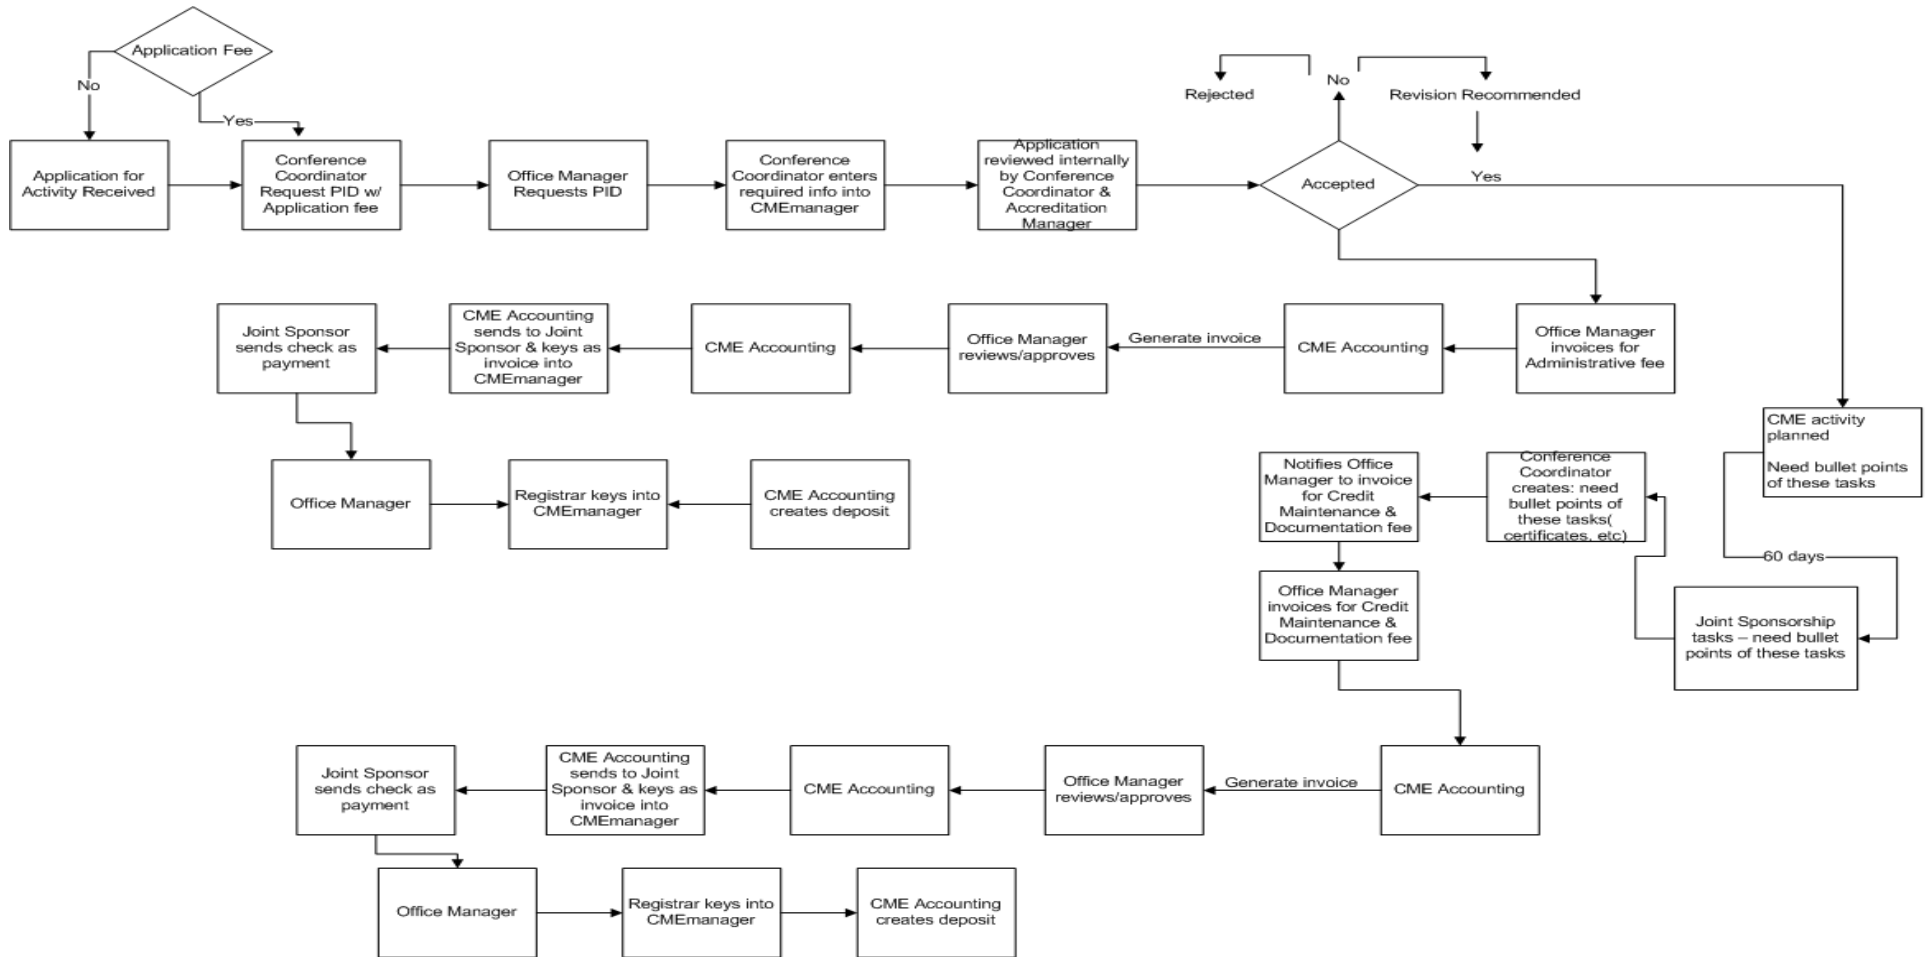 Application Fee
No
Yes
Application for
Activity Received
Conference
Coordinator
Request PID w/
Application fee
Office Manager
Requests PID
Conference
Coordinator enters
required info into
CMEmanager
Application
reviewed internally
by Conference
Coordinator &
Accreditation
Manager
Accepted
No
Rejected
Revision Recommended
Yes
Joint Sponsor
sends check as
payment
CME Accounting
sends to Joint
Sponsor & keys as
invoice into
CMEmanager
CME Accounting
Office Manager
reviews/approves
Generate invoice
CME Accounting
Office Manager
invoices for
Administrative fee
CME activity
planned
Need bullet points
of these tasks
Office Manager
Registrar keys into
CMEmanager
CME Accounting
creates deposit
Notifies Office
Manager to invoice
for Credit
Maintenance &
Documentation fee
Conference
Coordinator
creates: need
bullet points of
these tasks(
certificates, etc)
60 days
Office Manager
invoices for Credit
Maintenance &
Documentation fee
Joint Sponsorship
tasks – need bullet
points of these tasks
Joint Sponsor
sends check as
payment
CME Accounting
sends to Joint
Sponsor & keys as
invoice into
CMEmanager
CME Accounting
Office Manager
reviews/approves
Generate invoice
CME Accounting
Office Manager
Registrar keys into
CMEmanager
CME Accounting
creates deposit